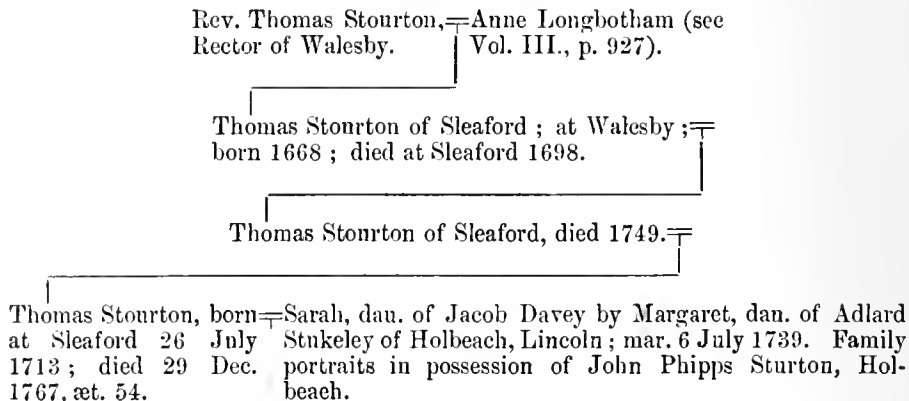 Rev. Thomas Stourton,
Rector of Walesby.
Anne Longbotham (see
Vol. III., p. 927).
Thomas Stourton of Sleaford ; at Walesby ;
born 1668 ; died at Sleaford 1698.
Thomas Stourton of Sleaford, died 1749.
Thomas Stourton, born
at Sleaford 26 July
1713 ; died 29 Dec.
1767, æt. 54.
Sarah, dau. of Jacob Davey by Margaret, dau. of Adlard
Stukeley of Holbeach, Lincoln ; mar. 6 July 1739. Family
portraits in possession of John Phipps Sturton, Hol-
beach.